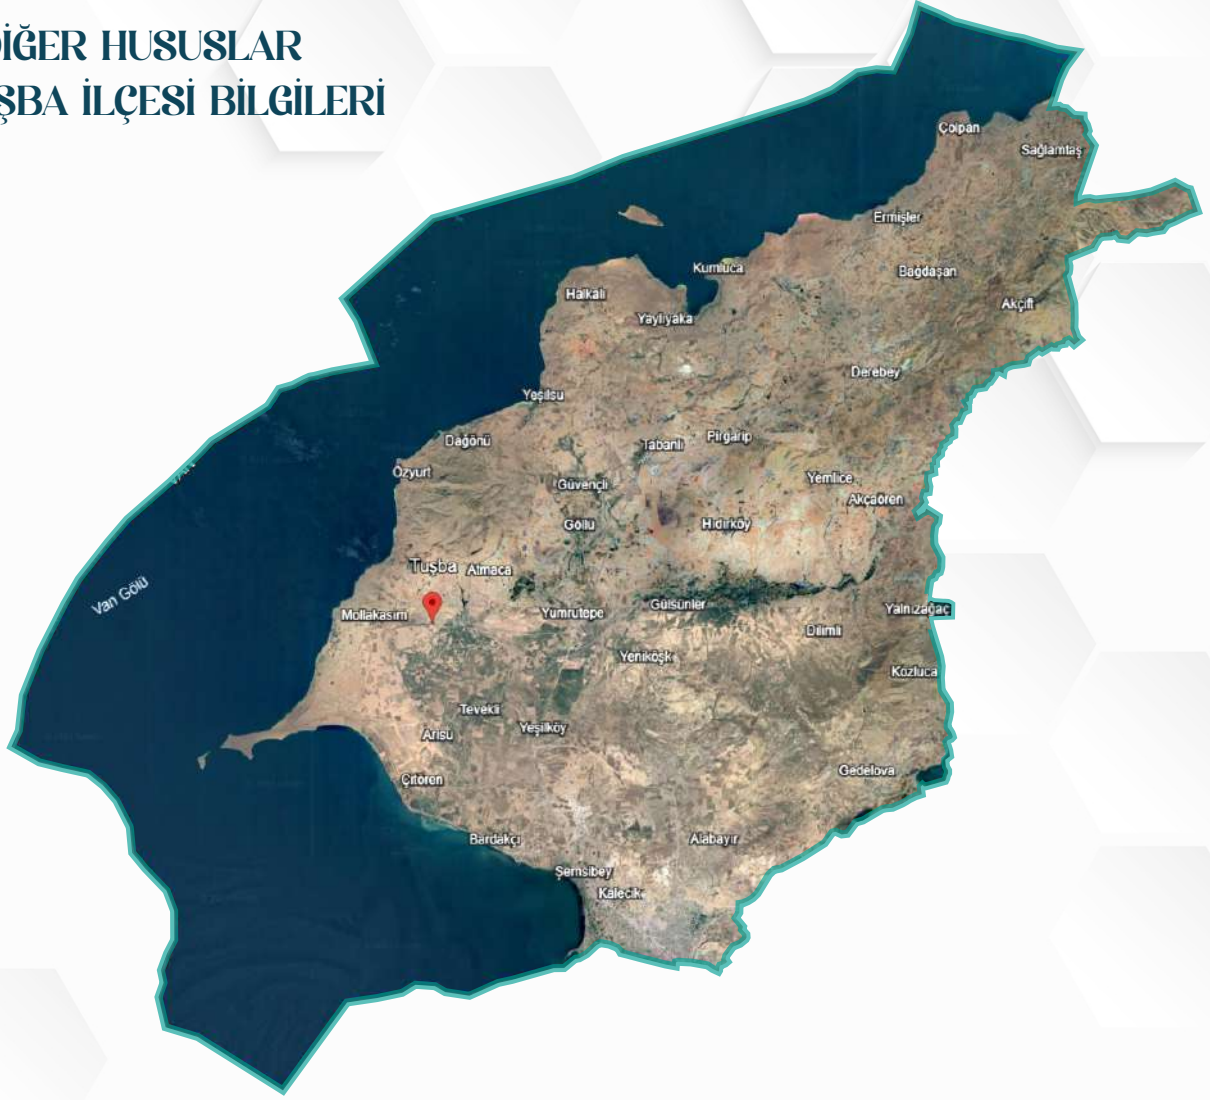 DİĞER HUSUSLAR
ŞBA İLÇESİ BİLGİLERİ
Çolpan
Sağlamtaş
Ermişler
Kumluca
Bağdaşan
Halkalı
Akçift
Yaylıyaka
Derebey
Yeşilsu
Dağönü
Tabanlı
Pirgarip
Özyurt
VAN
Güvençli
Yemlice
Akçaören
Göllü
Hıdırköy
Tuşba
Atmaca
Van Gölü
Mollakasım
Yumrutepe
Gülsünler
Yalnızağaç
Dilimli
Yeniköşk
Kozluca
Tevekli
Arısu
Yeşilköy
Çitören
Gedelova
Bardakçı
Alabayır
Şemsibey
Kalecik